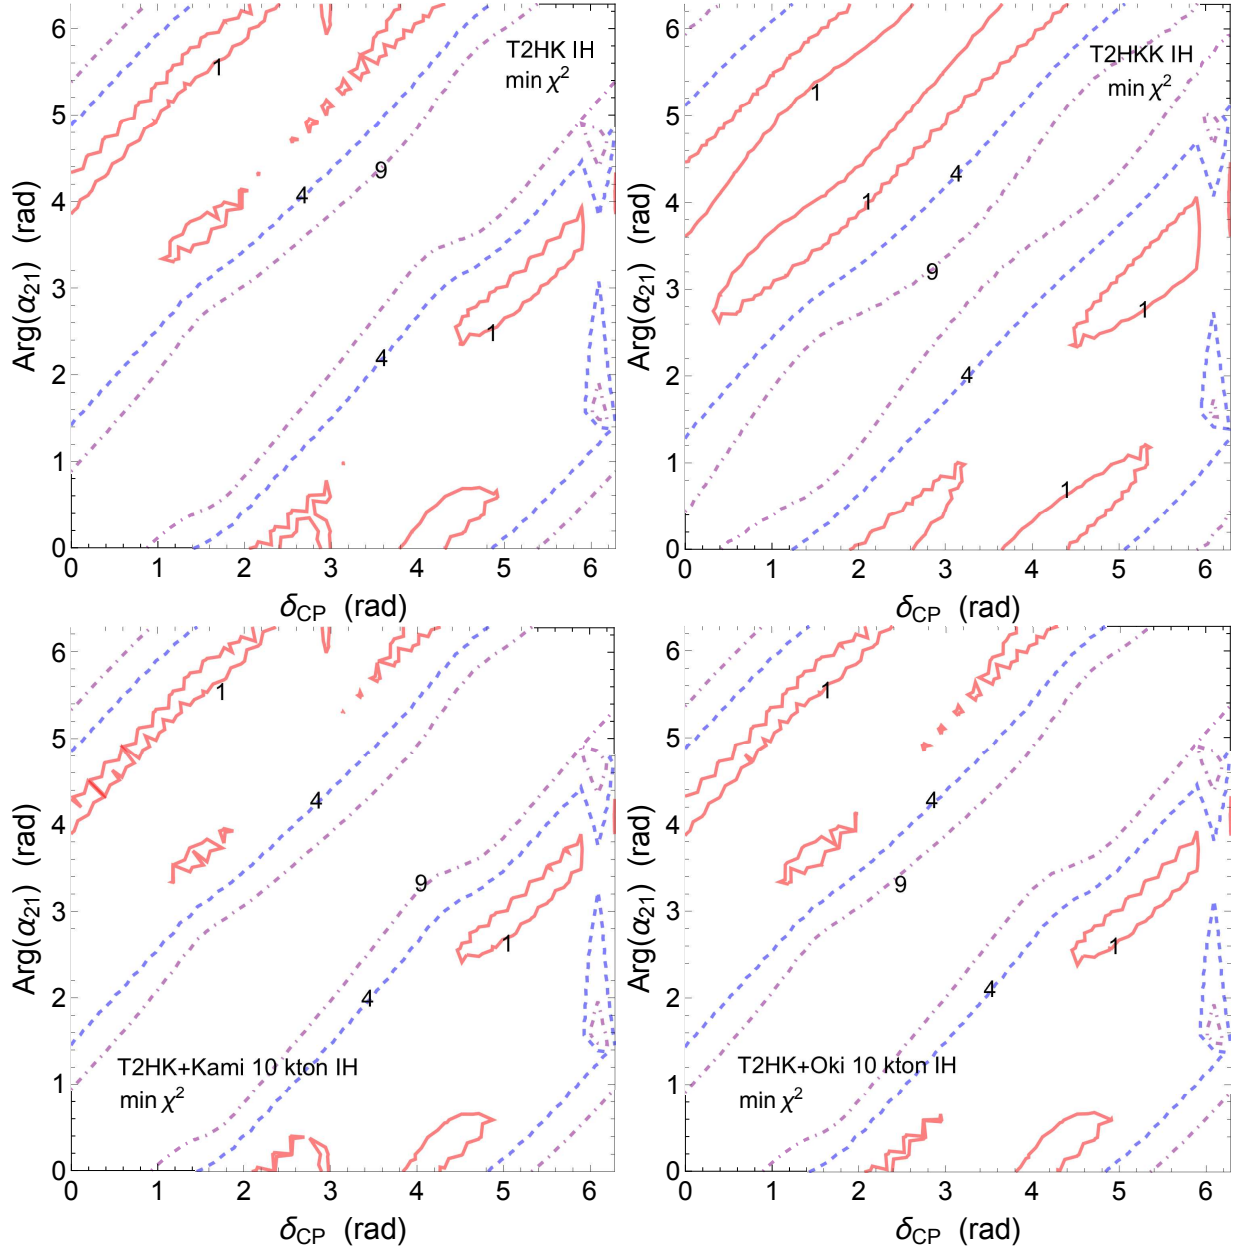 T2HK IH
min χ²
1
9
4
1
4
6
5
4
3
2
1
0
0 1 2 3 4 5 6
Arg(α₂₁) (rad)
δCP (rad)
T2HKK IH
min χ²
1
4
1
9
1
4
1
6
5
4
3
2
1
0
0 1 2 3 4 5 6
Arg(α₂₁) (rad)
δCP (rad)
1
4
9
1
4
T2HK+Kami 10 kton IH
min χ²
6
5
4
3
2
1
0
0 1 2 3 4 5 6
Arg(α₂₁) (rad)
δCP (rad)
1
4
9
1
4
T2HK+Oki 10 kton IH
min χ²
6
5
4
3
2
1
0
0 1 2 3 4 5 6
Arg(α₂₁) (rad)
δCP (rad)